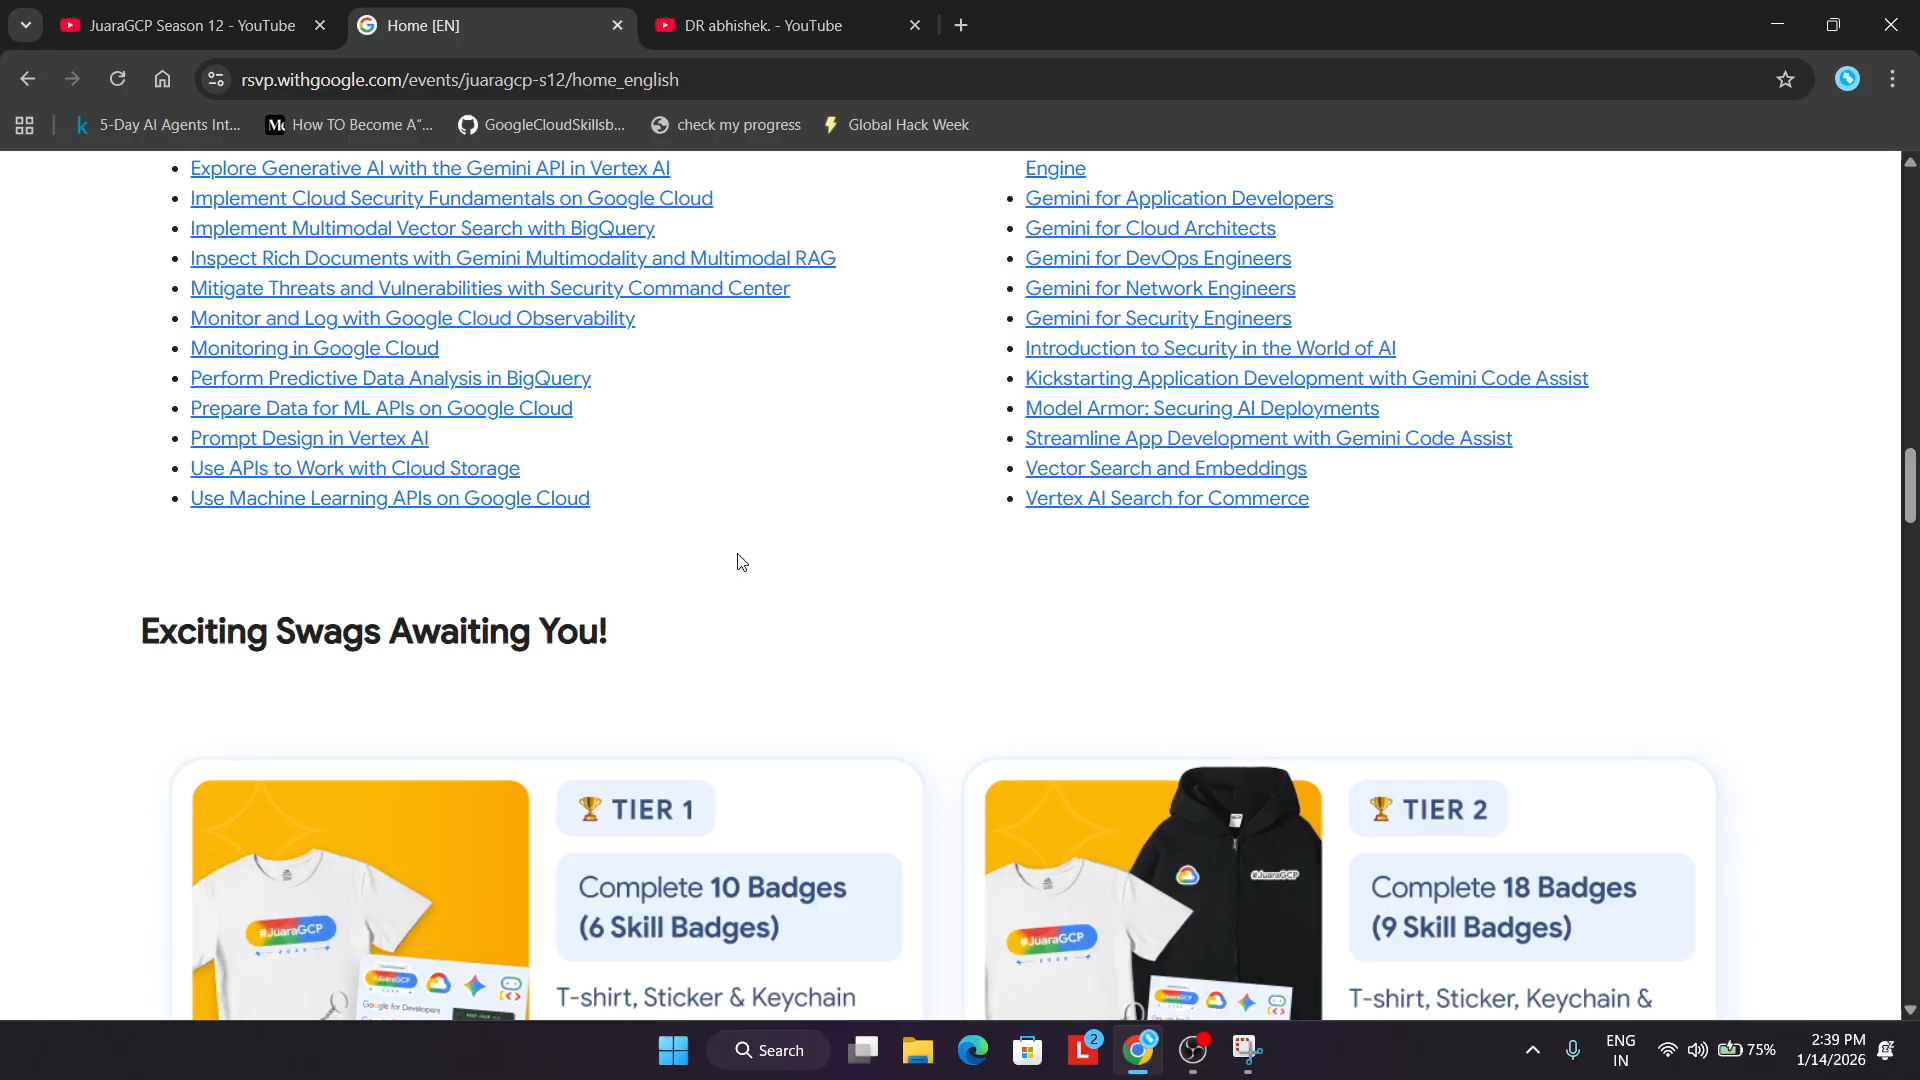 JuaraGCP Season 12 - YouTube
Home [EN]
DR abhishek. - YouTube
rsvp.withgoogle.com/events/juaragcp-s12/home_english
5-Day AI Agents Int...
How TO Become A“...
GoogleCloudSkillsb...
check my progress
Global Hack Week
Explore Generative AI with the Gemini API in Vertex AI
Implement Cloud Security Fundamentals on Google Cloud
Implement Multimodal Vector Search with BigQuery
Inspect Rich Documents with Gemini Multimodality and Multimodal RAG
Mitigate Threats and Vulnerabilities with Security Command Center
Monitor and Log with Google Cloud Observability
Monitoring in Google Cloud
Perform Predictive Data Analysis in BigQuery
Prepare Data for ML APIs on Google Cloud
Prompt Design in Vertex AI
Use APIs to Work with Cloud Storage
Use Machine Learning APIs on Google Cloud
Engine
Gemini for Application Developers
Gemini for Cloud Architects
Gemini for DevOps Engineers
Gemini for Network Engineers
Gemini for Security Engineers
Introduction to Security in the World of AI
Kickstarting Application Development with Gemini Code Assist
Model Armor: Securing AI Deployments
Streamline App Development with Gemini Code Assist
Vector Search and Embeddings
Vertex AI Search for Commerce
Exciting Swags Awaiting You!
#JuaraGCP
#JuaraGCP
Google for Developers
TIER 1
Complete 10 Badges
(6 Skill Badges)
T-shirt, Sticker & Keychain
#JuaraGCP
#JuaraGCP
#JuaraGCP
TIER 2
Complete 18 Badges
(9 Skill Badges)
T-shirt, Sticker, Keychain &
Search
2
ENG
IN
75%
2:39 PM
1/14/2026